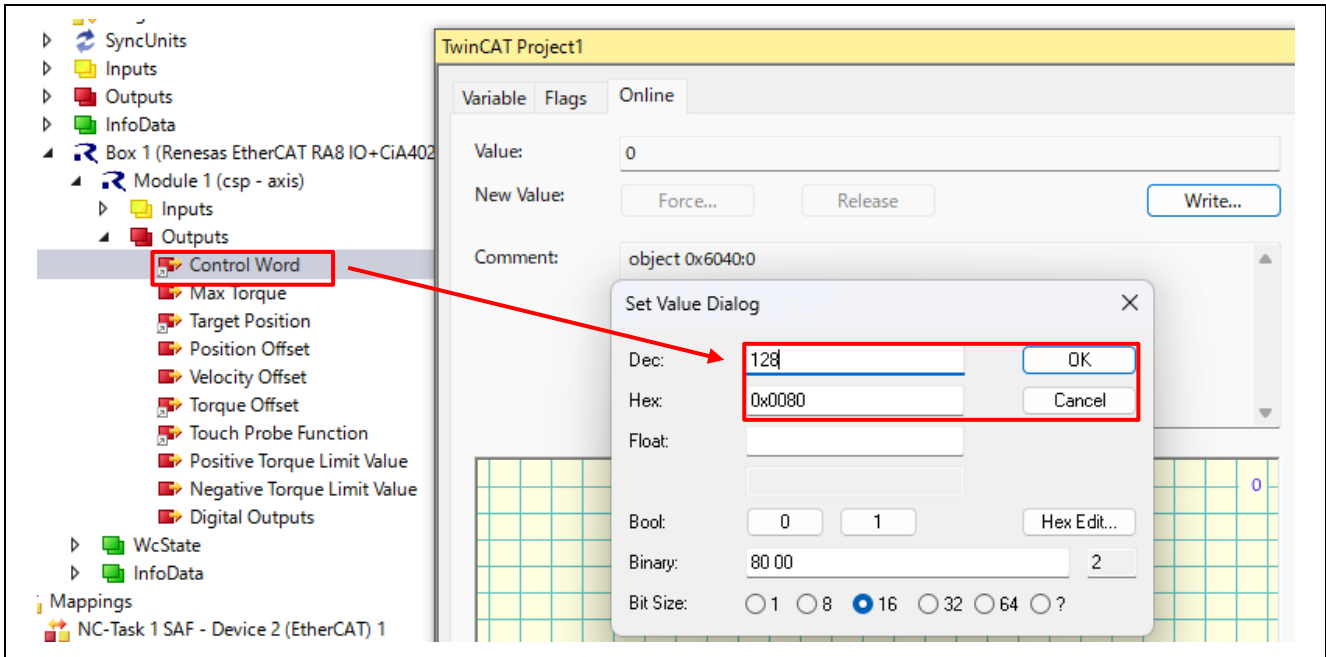 SyncUnits
Inputs
Outputs
InfoData
Box 1 (Renesas EtherCAT RA8 IO+CiA402
Module 1 (csp - axis)
Inputs
Outputs
Control Word
Max Torque
Target Position
Position Offset
Velocity Offset
Torque Offset
Touch Probe Function
Positive Torque Limit Value
Negative Torque Limit Value
Digital Outputs
WcState
InfoData
Mappings
NC-Task 1 SAF - Device 2 (EtherCAT) 1
TwinCAT Project1
Variable Flags Online
Value: 0
New Value: Force... Release Write...
Comment: object 0x6040:0
Set Value Dialog
Dec: 128 OK
Hex: 0x0080 Cancel
Float:
0
Bool: 0 1 Hex Edit...
Binary: 80 00 2
Bit Size: 1 8 16 32 64 ?